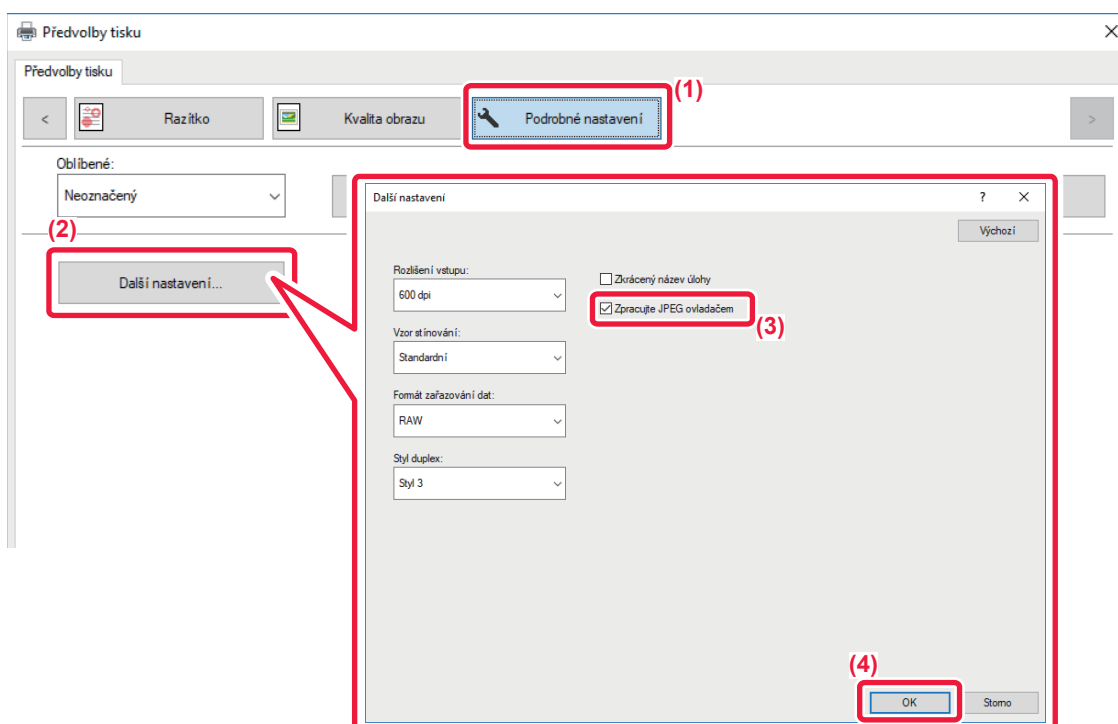 Předvolby tisku
Předvolby tisku
(1)
<
Razítko
Kvalita obrazu
Podrobné nastavení
>
Oblíbené:
Neoznačený
(2)
Další nastavení...
Další nastavení
?
Výchozí
Rozlišení vstupu:
600 dpi
Zkrácený název úlohy
Zpracujte JPEG ovladačem
(3)
Vzor stínování:
Standardní
Formát zařazování dat:
RAW
Styl duplex:
Styl 3
(4)
OK
Storno